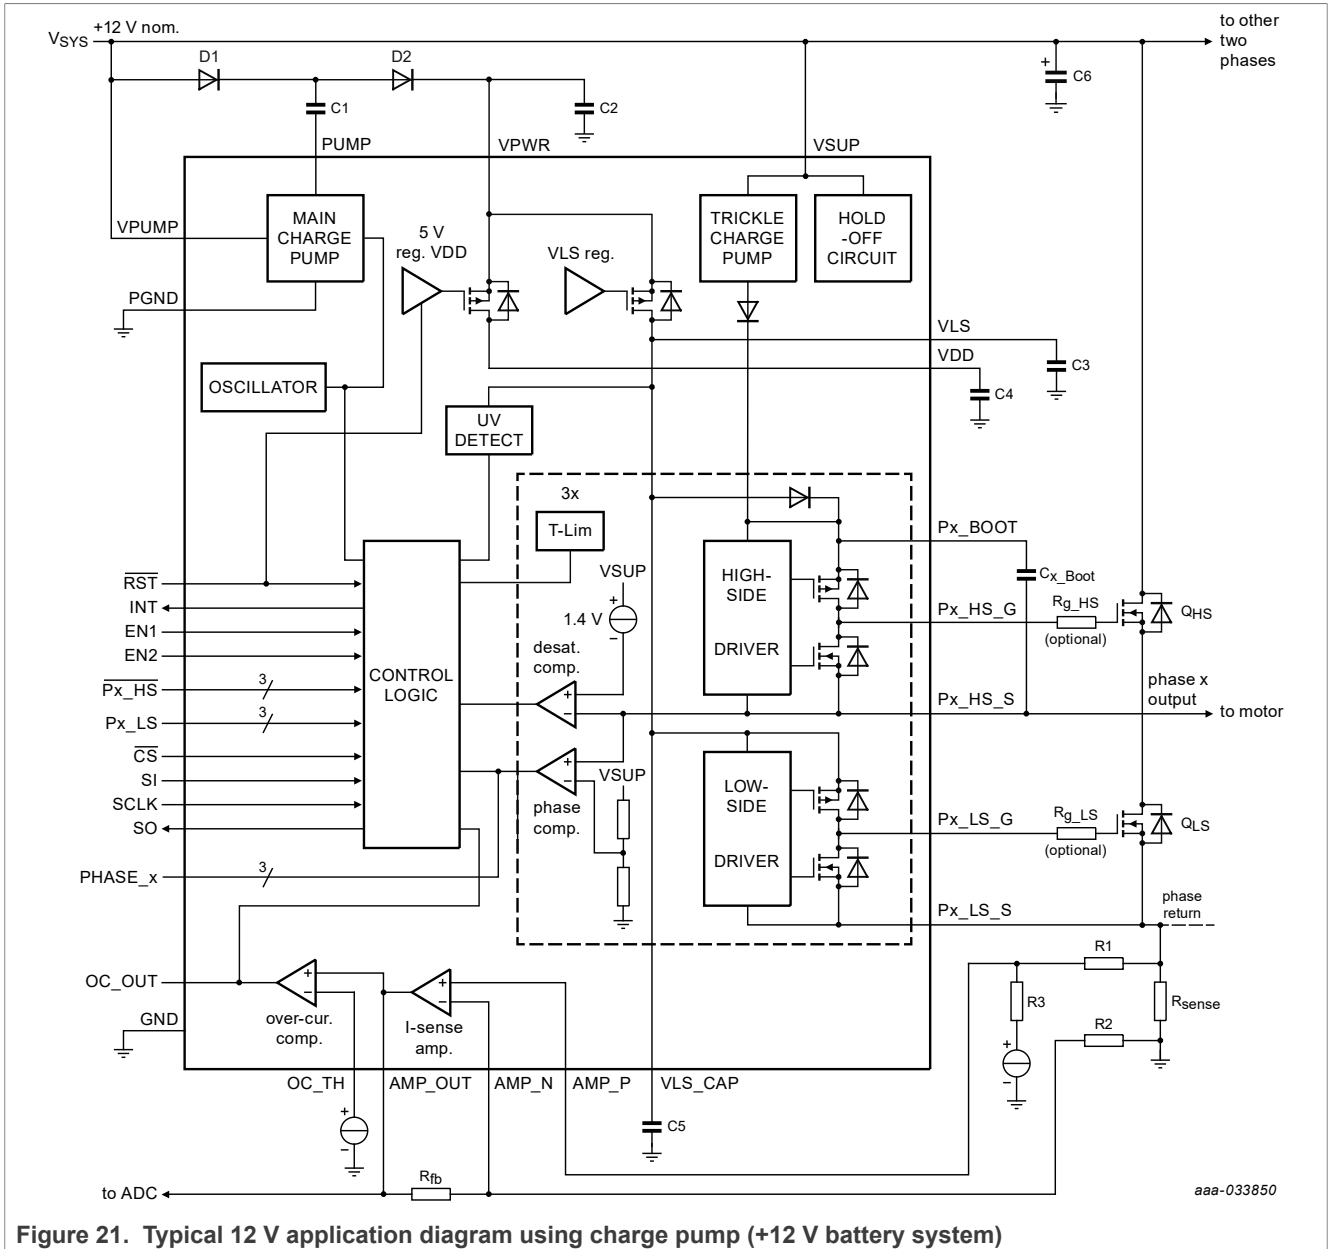 +12 V nom.
VSYS
to other
two
phases
D1
D2
C1
C2
C6
PUMP
VPWR
VSUP
MAIN
CHARGE
PUMP
VPUMP
5 V
reg. VDD
VLS reg.
TRICKLE
CHARGE
PUMP
HOLD
-OFF
CIRCUIT
PGND
VLS
VDD
C3
C4
OSCILLATOR
UV
DETECT
3x
T-Lim
VSUP
+
1.4 V
−
desat.
comp.
+
−
HIGH-
SIDE
DRIVER
Px_BOOT
Cx_Boot
Px_HS_G
Rg_HS
(optional)
QHS
Px_HS_S
phase x
output
to motor
RST
INT
EN1
EN2
Px_HS
3
Px_LS
3
CS
SI
SCLK
SO
PHASE_x
3
CONTROL
LOGIC
+
−
phase
comp.
VSUP
LOW-
SIDE
DRIVER
Px_LS_G
Rg_LS
(optional)
QLS
Px_LS_S
phase
return
R1
R3
R2
Rsense
+
−
OC_OUT
GND
+
−
over-cur.
comp.
+
−
I-sense
amp.
OC_TH
AMP_OUT
AMP_N
AMP_P
VLS_CAP
+
−
C5
Rfb
to ADC
aaa-033850
Figure 21. Typical 12 V application diagram using charge pump (+12 V battery system)